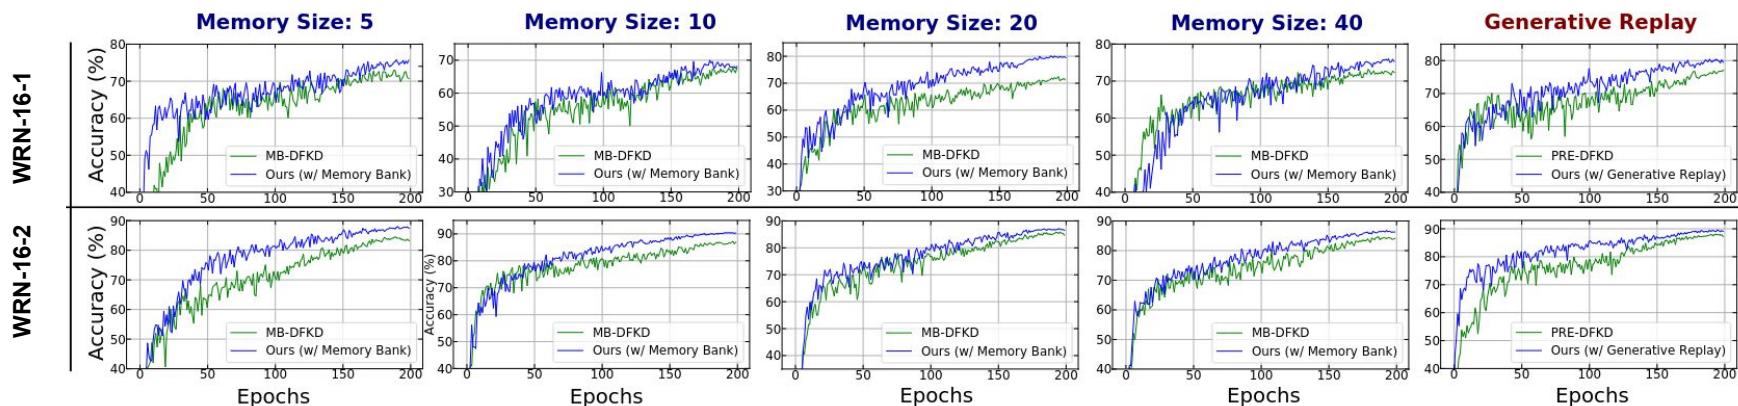 Memory Size: 5
Memory Size: 10
Memory Size: 20
Memory Size: 40
Generative Replay
WRN-16-1
Accuracy (%)
80
70
60
50
40
0 50 100 150 200
MB-DFKD
Ours (w/ Memory Bank)
70
60
50
40
30
0 50 100 150 200
MB-DFKD
Ours (w/ Memory Bank)
80
70
60
50
40
30
0 50 100 150 200
MB-DFKD
Ours (w/ Memory Bank)
80
70
60
50
40
0 50 100 150 200
MB-DFKD
Ours (w/ Memory Bank)
80
70
60
50
40
0 50 100 150 200
PRE-DFKD
Ours (w/ Generative Replay)
WRN-16-2
Accuracy (%)
90
80
70
60
50
40
0 50 100 150 200
MB-DFKD
Ours (w/ Memory Bank)
Epochs
Accuracy (%)
90
80
70
60
50
40
0 50 100 150 200
MB-DFKD
Ours (w/ Memory Bank)
Epochs
90
80
70
60
50
40
0 50 100 150 200
MB-DFKD
Ours (w/ Memory Bank)
Epochs
90
80
70
60
50
40
0 50 100 150 200
MB-DFKD
Ours (w/ Memory Bank)
Epochs
90
80
70
60
50
40
0 50 100 150 200
PRE-DFKD
Ours (w/ Generative Replay)
Epochs